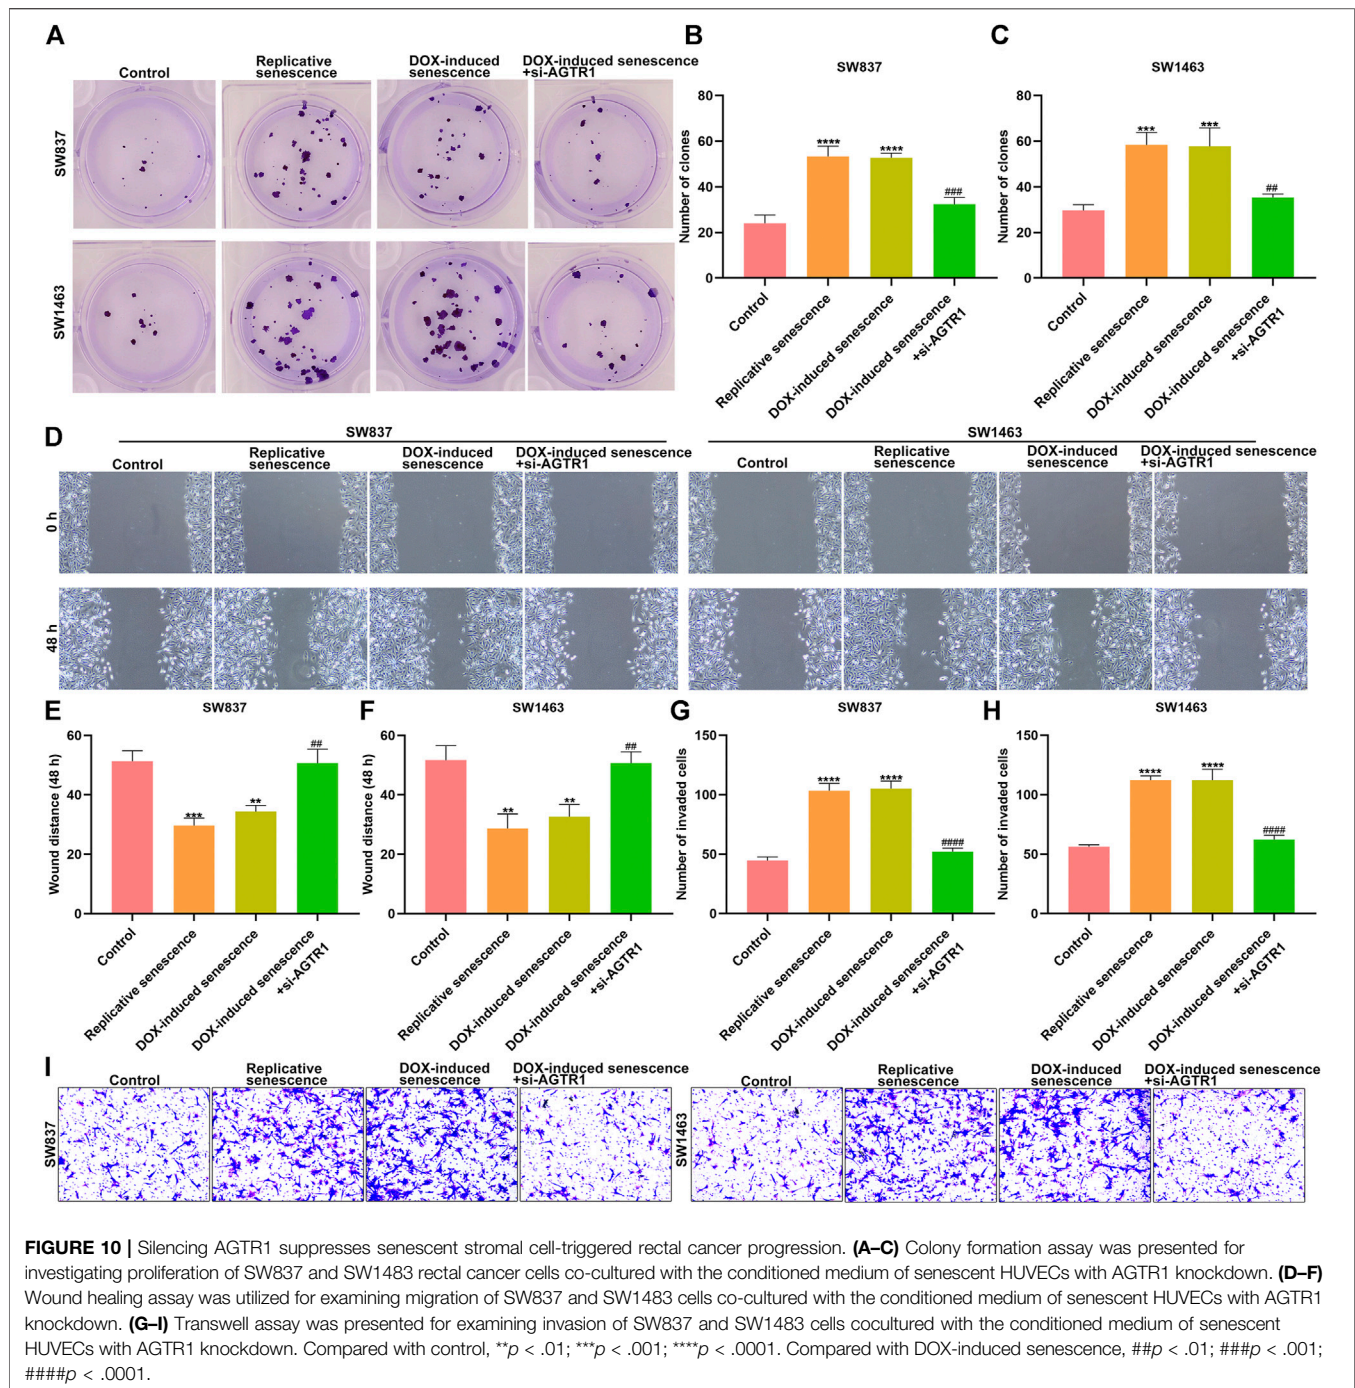 A
Control
Replicative
senescence
DOX-induced
senescence
DOX-induced senescence
+si-AGTR1
SW837
SW1463
B
SW837
Number of clones
80
60
40
20
0
****
****
###
Control
Replicative senescence
DOX-induced senescence
DOX-induced senescence
+si-AGTR1
C
SW1463
Number of clones
80
60
40
20
0
***
***
##
Control
Replicative senescence
DOX-induced senescence
DOX-induced senescence
+si-AGTR1
D
SW837
Control
Replicative
senescence
DOX-induced
senescence
DOX-induced senescence
+si-AGTR1
SW1463
Control
Replicative
senescence
DOX-induced
senescence
DOX-induced senescence
+si-AGTR1
0 h
48 h
E
SW837
Wound distance (48 h)
60
40
20
0
***
**
##
Control
Replicative senescence
DOX-induced senescence
DOX-induced senescence
+si-AGTR1
F
SW1463
Wound distance (48 h)
60
40
20
0
**
**
##
Control
Replicative senescence
DOX-induced senescence
DOX-induced senescence
+si-AGTR1
G
SW837
Number of invaded cells
150
100
50
0
****
****
####
Control
Replicative senescence
DOX-induced senescence
DOX-induced senescence
+si-AGTR1
H
SW1463
Number of invaded cells
150
100
50
0
****
****
####
Control
Replicative senescence
DOX-induced senescence
DOX-induced senescence
+si-AGTR1
I
Control
Replicative
senescence
DOX-induced
senescence
DOX-induced senescence
+si-AGTR1
SW837
Control
Replicative
senescence
DOX-induced
senescence
DOX-induced senescence
+si-AGTR1
SW1463
FIGURE 10 | Silencing AGTR1 suppresses senescent stromal cell-triggered rectal cancer progression. (A–C) Colony formation assay was presented for
investigating proliferation of SW837 and SW1483 rectal cancer cells co-cultured with the conditioned medium of senescent HUVECs with AGTR1 knockdown. (D–F)
Wound healing assay was utilized for examining migration of SW837 and SW1483 cells co-cultured with the conditioned medium of senescent HUVECs with AGTR1
knockdown. (G–I) Transwell assay was presented for examining invasion of SW837 and SW1483 cells cocultured with the conditioned medium of senescent
HUVECs with AGTR1 knockdown. Compared with control, **p < .01; ***p < .001; ****p < .0001. Compared with DOX-induced senescence, ##p < .01; ###p < .001;
####p < .0001.